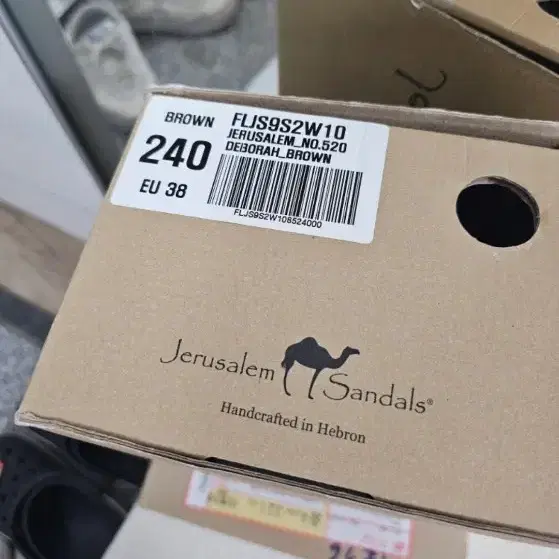 BROWN FLJS9S2W10
JERUSALEM_NO.520
240 DEBORAH_BROWN
EU 38
FLJS9S2W108524000
Jerusalem Sandals®
Handcrafted in Hebron